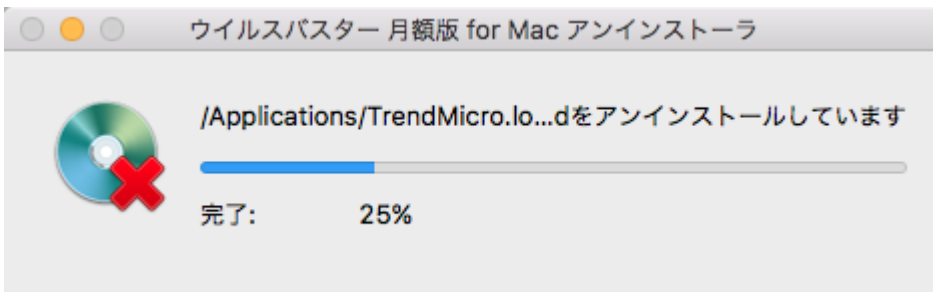 ウイルスバスター 月額版 for Mac アンインストーラ
/Applications/TrendMicro.lo...dをアンインストールしています
完了: 25%